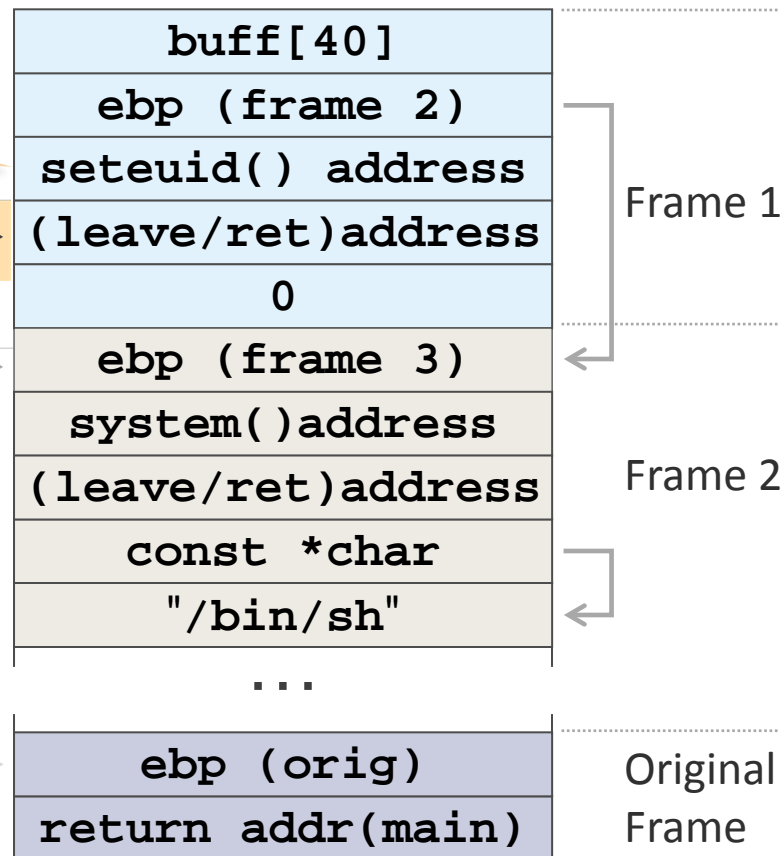 buff[40]
ebp (frame 2)
seteuid() address
(leave/ret)address
0
Frame 1
ebp (frame 3)
system()address
(leave/ret)address
const *char
"/bin/sh"
Frame 2
...
ebp (orig)
return addr(main)
Original
Frame